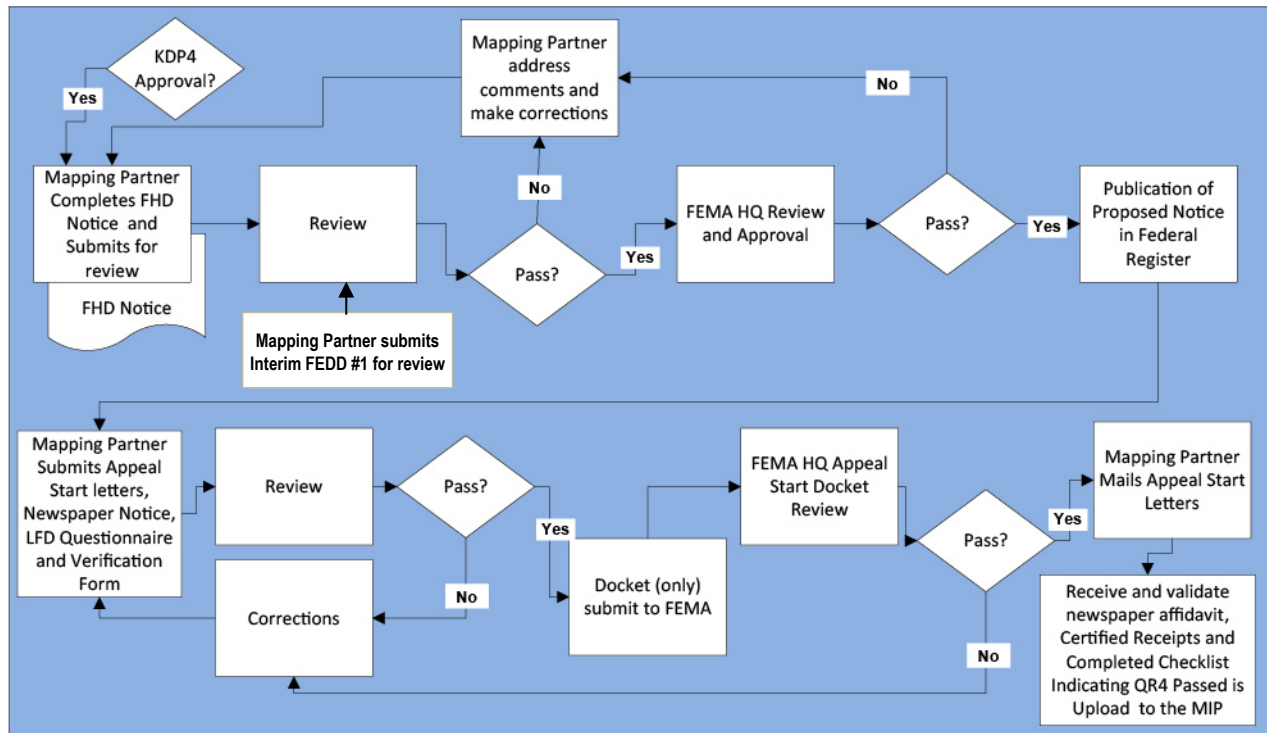 KDP4
Approval?
Yes
Mapping Partner
address
comments and
make corrections
No
Mapping Partner
Completes FHD
Notice and
Submits for
review
FHD Notice
Review
Mapping Partner submits
Interim FEDD #1 for review
No
Pass?
Yes
FEMA HQ Review
and Approval
Pass?
Yes
Publication of
Proposed Notice
in Federal
Register
Mapping Partner
Submits Appeal
Start letters,
Newspaper Notice,
LFD Questionnaire
and Verification
Form
Review
Pass?
Yes
No
Corrections
Docket (only)
submit to FEMA
FEMA HQ Appeal
Start Docket
Review
Pass?
Yes
No
Mapping Partner
Mails Appeal Start
Letters
Receive and validate
newspaper affidavit,
Certified Receipts and
Completed Checklist
Indicating QR4 Passed is
Upload to the MIP